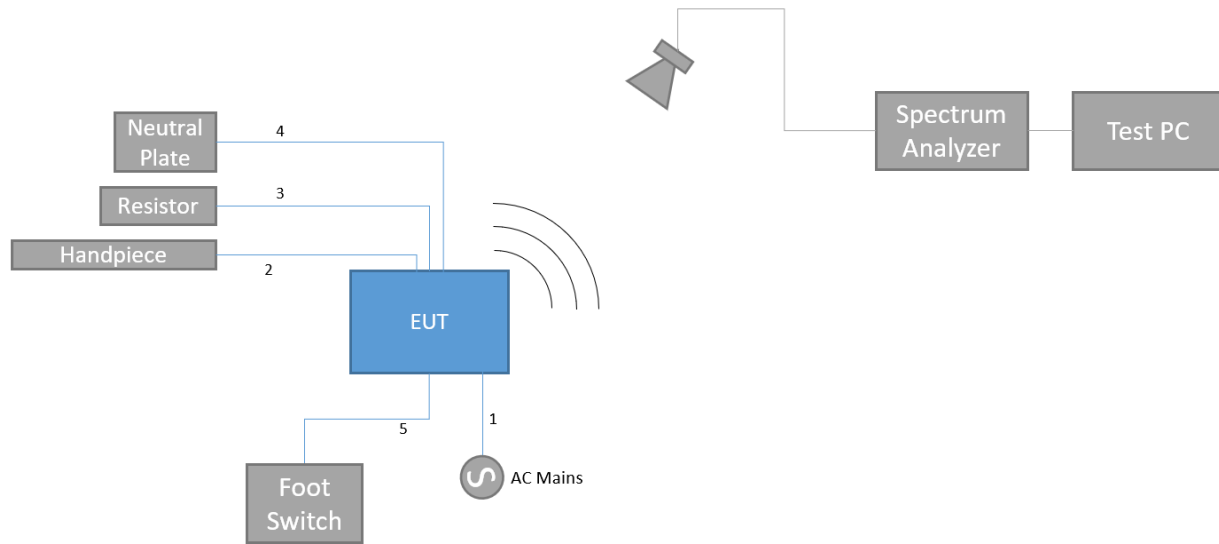 Neutral
Plate
4
Resistor
3
Handpiece
2
EUT
5
1
Foot
Switch
AC Mains
Spectrum
Analyzer
Test PC